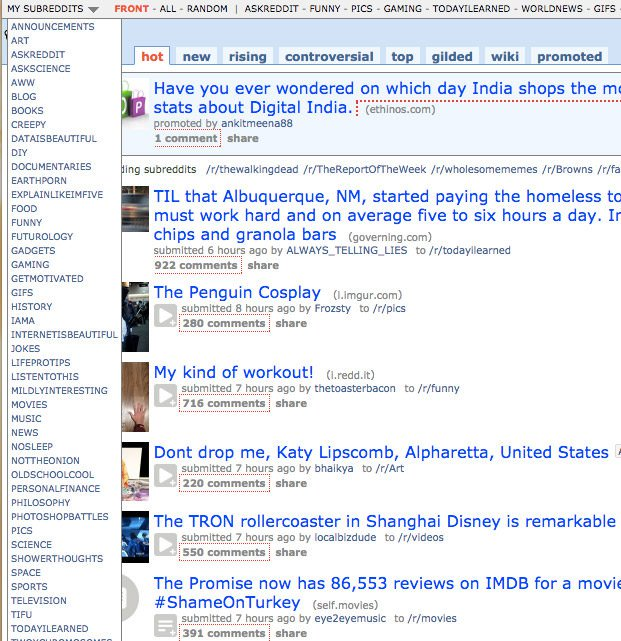 MY SUBREDDITS FRONT - ALL - RANDOM | ASKREDDIT - FUNNY - PICS - GAMING - TODAYILEARNED - WORLDNEWS - GIFS
ANNOUNCEMENTS
ART
ASKREDDIT
ASKSCIENCE
AWW
BLOG
BOOKS
CREEPY
DATAISBEAUTIFUL
DIY
DOCUMENTARIES
EARTHPORN
EXPLAINLIKEIMFIVE
FOOD
FUNNY
FUTUROLOGY
GADGETS
GAMING
GETMOTIVATED
GIFS
HISTORY
IAMA
INTERNETISBEAUTIFUL
JOKES
LIFEPROTIPS
LISTENTOTHIS
MILDLYINTERESTING
MOVIES
MUSIC
NEWS
NOSLEEP
NOTTHEONION
OLDSCHOOLCOOL
PERSONALFINANCE
PHILOSOPHY
PHOTOSHOPBATTLES
PICS
SCIENCE
SHOWERTHOUGHTS
SPACE
SPORTS
TELEVISION
TIFU
TODAYILEARNED
hot new rising controversial top gilded wiki promoted
Have you ever wondered on which day India shops the mo
stats about Digital India. (ethinos.com)
promoted by ankitmeena88
1 comment share
ding subreddits /r/thewalkingdead /r/TheReportOfTheWeek /r/wholesomememes /r/Browns /r/fa
TIL that Albuquerque, NM, started paying the homeless to
must work hard and on average five to six hours a day. In
chips and granola bars (governing.com)
submitted 6 hours ago by ALWAYS_TELLING_LIES to /r/todayilearned
922 comments share
The Penguin Cosplay (i.imgur.com)
submitted 8 hours ago by Frozsty to /r/pics
280 comments share
My kind of workout! (i.redd.it)
submitted 7 hours ago by thetoasterbacon to /r/funny
716 comments share
Dont drop me, Katy Lipscomb, Alpharetta, United States
submitted 7 hours ago by bhaikya to /r/Art
220 comments share
The TRON rollercoaster in Shanghai Disney is remarkable
submitted 7 hours ago by localbizdude to /r/videos
550 comments share
The Promise now has 86,553 reviews on IMDB for a movie
#ShameOnTurkey (self.movies)
submitted 7 hours ago by eye2eyemusic to /r/movies
391 comments share